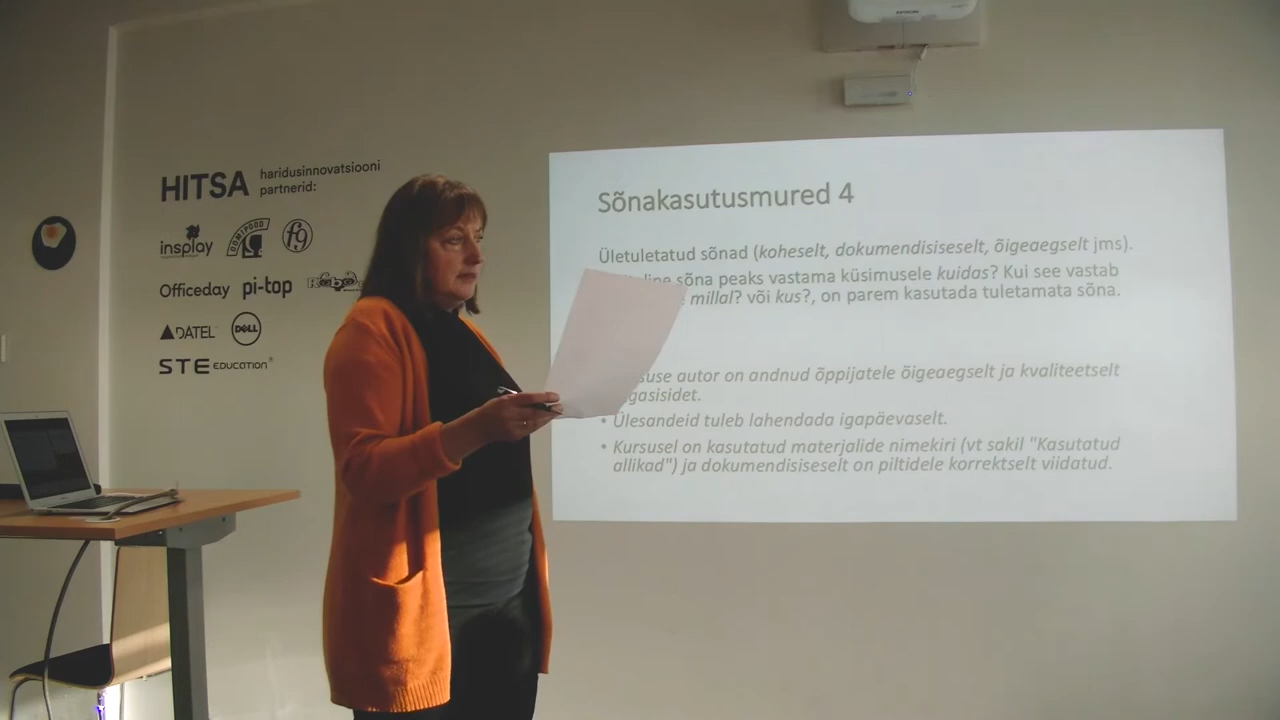 EPSON
HITSA haridusinnovatsiooni
partnerid:
insplay OOMIPOOD f9
Officeday pi-top
DATEL DELL
STE EDUCATION
Sõnakasutusmured 4
Ületuletatud sõnad (koheselt, dokumendisiseselt, õigeaegselt jms).
sõna peaks vastama küsimusele kuidas? Kui see vastab
millal? või kus?, on parem kasutada tuletamata sõna.
autor on andnud õppijatele õigeaegselt ja kvaliteetselt
• Ülesandeid tuleb lahendada igapäevaselt.
• Kursusel on kasutatud materjalide nimekiri (vt sakil "Kasutatud
allikad") ja dokumendisiseselt on piltidele korrektselt viidatud.